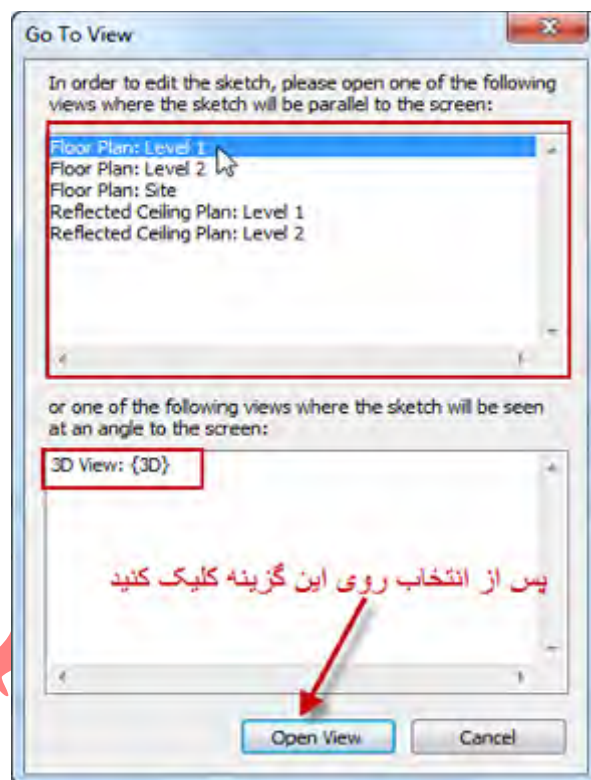 Go To View
In order to edit the sketch, please open one of the following
views where the sketch will be parallel to the screen:
Floor Plan: Level 1
Floor Plan: Level 2
Floor Plan: Site
Reflected Ceiling Plan: Level 1
Reflected Ceiling Plan: Level 2
or one of the following views where the sketch will be seen
at an angle to the screen:
3D View: {3D}
پس از انتخاب روی این گزینه کلیک کنید
Open View
Cancel